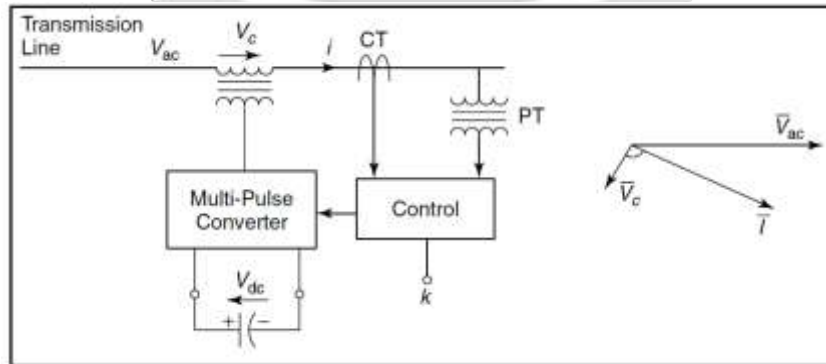 Transmission
Line
V_ac
V_c
i
CT
PT
Multi-Pulse
Converter
Control
V_dc
+ −
k
V̅_ac
V̅_c
I̅